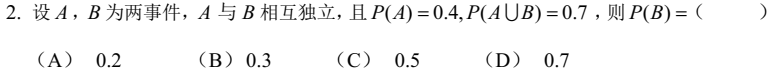 2. 设 A，B 为两事件，A 与 B 相互独立，且 P(A)=0.4,P(A⋃B)=0.7，则 P(B)=（    ）
（A） 0.2    （B）0.3    （C） 0.5    （D） 0.7